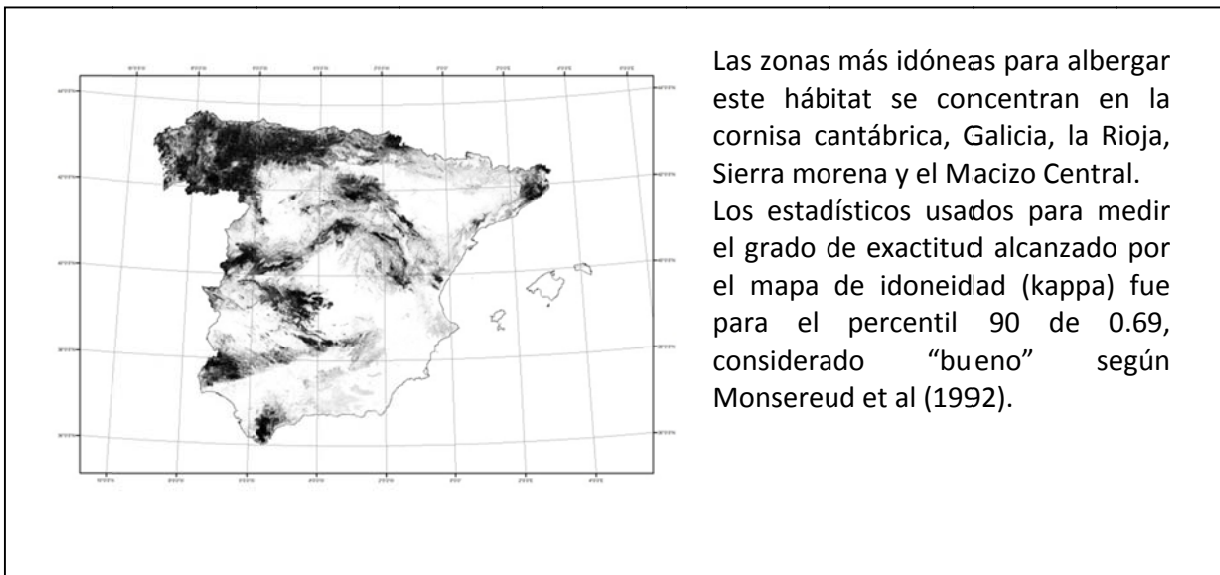 Las zonas más idóneas para albergar
este hábitat se concentran en la
cornisa cantábrica, Galicia, la Rioja,
Sierra morena y el Macizo Central.
Los estadísticos usados para medir
el grado de exactitud alcanzado por
el mapa de idoneidad (kappa) fue
para el percentil 90 de 0.69,
considerado “bueno” según
Monsereud et al (1992).